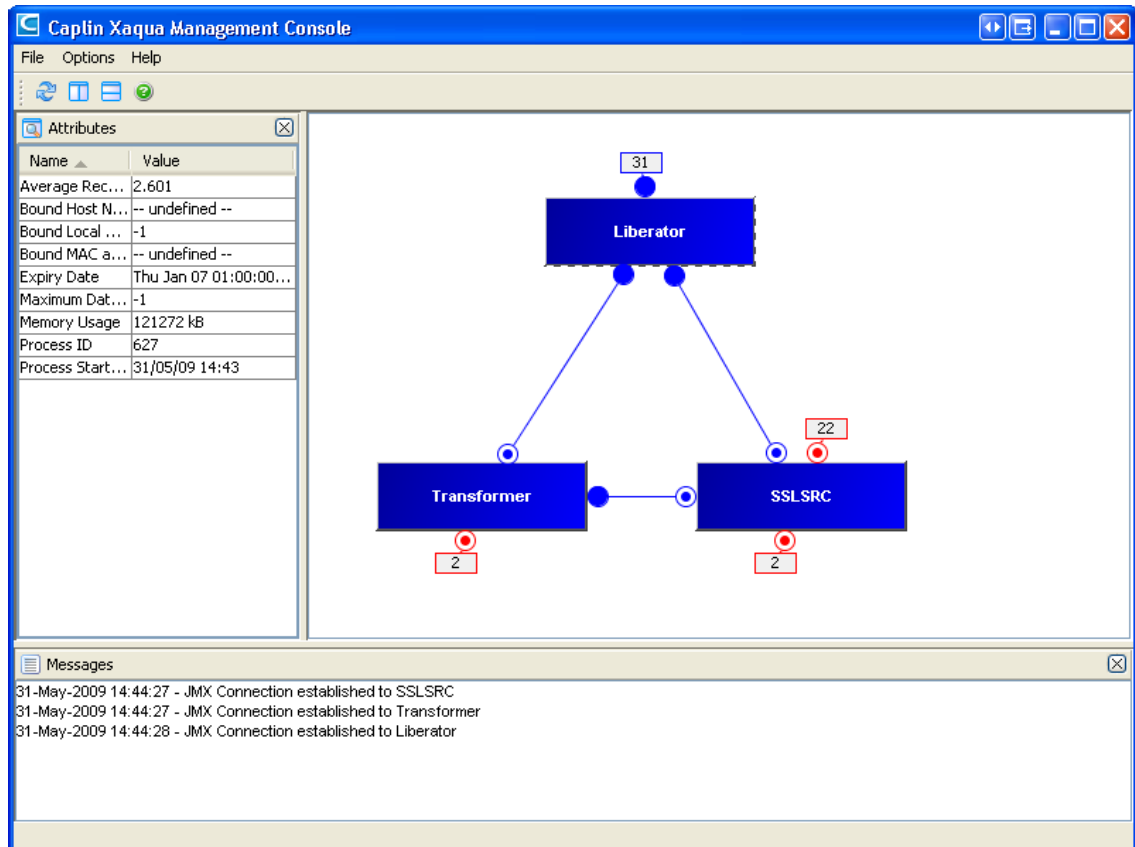 Caplin Xaqua Management Console
File Options Help
Attributes
Name Value
Average Rec... 2.601
Bound Host N... -- undefined --
Bound Local ... -1
Bound MAC a... -- undefined --
Expiry Date Thu Jan 07 01:00:00...
Maximum Dat... -1
Memory Usage 121272 kB
Process ID 627
Process Start... 31/05/09 14:43
31
Liberator
22
Transformer
SSLSRC
2
2
Messages
31-May-2009 14:44:27 - JMX Connection established to SSLSRC
31-May-2009 14:44:27 - JMX Connection established to Transformer
31-May-2009 14:44:28 - JMX Connection established to Liberator